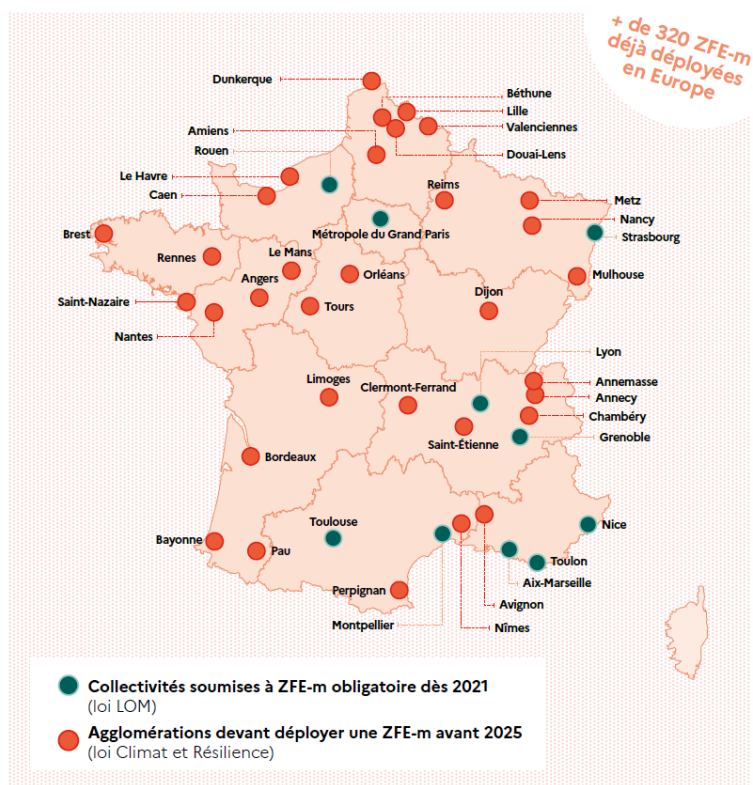 + de 320 ZFE-m
déjà déployées
en Europe
Dunkerque
Béthune
Lille
Valenciennes
Douai-Lens
Amiens
Rouen
Le Havre
Caen
Reims
Metz
Nancy
Strasbourg
Métropole du Grand Paris
Brest
Rennes
Le Mans
Angers
Orléans
Mulhouse
Saint-Nazaire
Tours
Dijon
Nantes
Lyon
Limoges
Clermont-Ferrand
Annemasse
Annecy
Chambéry
Grenoble
Saint-Étienne
Bordeaux
Toulouse
Nice
Bayonne
Pau
Toulon
Aix-Marseille
Perpignan
Avignon
Montpellier
Nîmes
Collectivités soumises à ZFE-m obligatoire dès 2021
(loi LOM)
Agglomérations devant déployer une ZFE-m avant 2025
(loi Climat et Résilience)